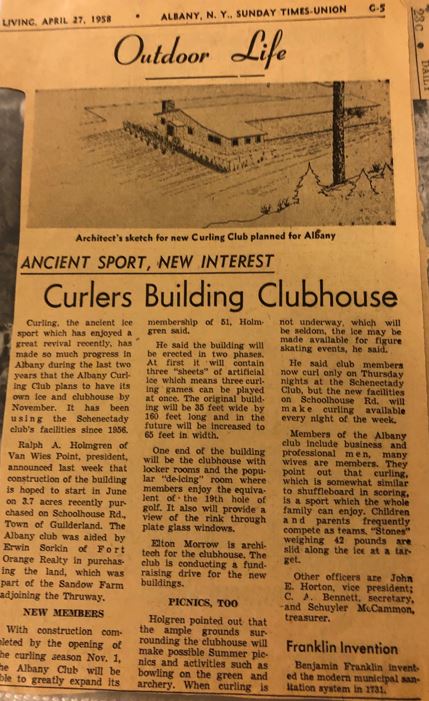 LIVING, APRIL 27, 1958 • ALBANY, N. Y., SUNDAY TIMES-UNION G-5
Outdoor Life
Architect's sketch for new Curling Club planned for Albany
ANCIENT SPORT, NEW INTEREST
Curlers Building Clubhouse
Curling, the ancient ice
sport which has enjoyed a
great revival recently, has
made so much progress in
Albany during the last two
years that the Albany Curl-
ing Club plans to have its
own ice and clubhouse by
November. It has been
using the Schenectady
club's facilities since 1956.
Ralph A. Holmgren of
Van Wies Point, president,
announced last week that
construction of the building
is hoped to start in June
on 3.7 acres recently pur-
chased on Schoolhouse Rd.,
Town of Guilderland. The
Albany club was aided by
Erwin Sorkin of Fort
Orange Realty in purchas-
ing the land, which was
part of the Sandow Farm
adjoining the Thruway.
NEW MEMBERS
With construction com-
leted by the opening of
he curling season Nov. 1,
he Albany Club will be
ble to greatly expand its
membership of 51, Holm-
gren said.
He said the building will
be erected in two phases.
At first it will contain
three "sheets" of artificial
ice which means three curl-
ing games can be played
at once. The original build-
ing will be 35 feet wide by
160 feet long and in the
future will be increased to
65 feet in width.
One end of the building
will be the clubhouse with
locker rooms and the popu-
lar "de-icing" room where
members enjoy the equiva-
lent of the 19th hole of
golf. It also will provide a
view of the rink through
plate glass windows.
Elton Morrow is archi-
tech for the clubhouse. The
club is conducting a fund-
raising drive for the new
buildings.
PICNICS, TOO
Holgren pointed out that
the ample grounds sur-
rounding the clubhouse will
make possible Summer pic-
nics and activities such as
bowling on the green and
archery. When curling is
not underway, which will
be seldom, the ice may be
made available for figure
skating events, he said.
He said club members
now curl only on Thursday
nights at the Schenectady
Club, but the new facilities
on Schoolhouse Rd. will
make curling available
every night of the week.
Members of the Albany
club include business and
professional men, many
wives are members. They
point out that curling,
which is somewhat similar
to shuffleboard in scoring,
is a sport which the whole
family can enjoy. Children
and parents frequently
compete as teams. "Stones"
weighing 42 pounds are
slid along the ice at a tar-
get.
Other officers are John
E. Horton, vice president;
C. A. Bennett, secretary,
and Schuyler McCammon,
treasurer.
Franklin Invention
Benjamin Franklin invent-
ed the modern municipal san-
itation system in 1731.